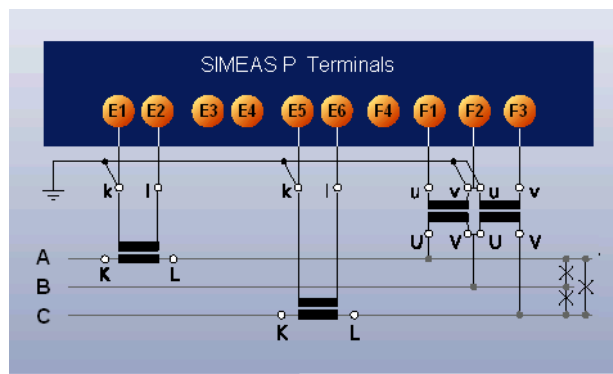 SIMEAS P Terminals
E1 E2 E3 E4 E5 E6 F4 F1 F2 F3
k l k l u v u v
U V U V
A
K L
B
C
K L